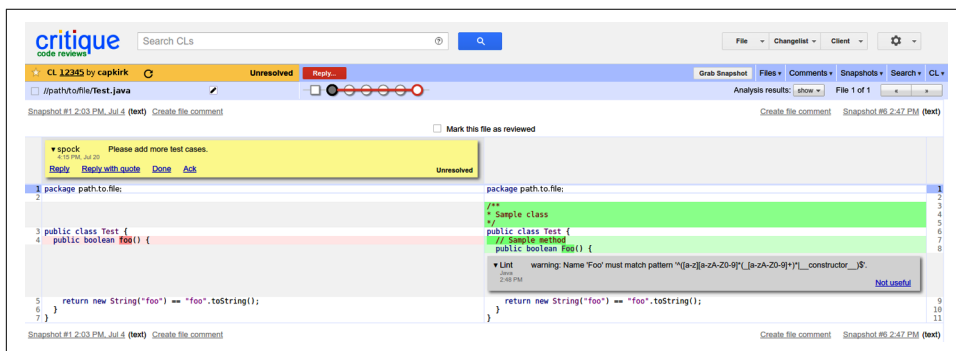 critique
code reviews
Search CLs
File
Changelist
Client
CL 12345 by capkirk
Unresolved
Reply...
Grab Snapshot
Files
Comments
Snapshots
Search
CL
//path/to/file/Test.java
Analysis results: show
File 1 of 1
«
»
Snapshot #1 2:03 PM, Jul 4 (text) Create file comment
Create file comment Snapshot #6 2:47 PM (text)
Mark this file as reviewed
spock Please add more test cases.
4:15 PM, Jul 20
Reply Reply with quote Done Ack
Unresolved
1 package path.to.file;
package path.to.file; 1
2
2
/** 3
* Sample class 4
*/ 5
3 public class Test {
public class Test { 6
// Sample method 7
4 public boolean foo() {
public boolean Foo() { 8
Lint warning: Name 'Foo' must match pattern '^([a-z][a-zA-Z0-9]*(_[a-zA-Z0-9]+)*|__constructor__)$'.
Java
2:48 PM
Not useful
5 return new String("foo") == "foo".toString();
return new String("foo") == "foo".toString(); 9
6 }
} 10
7 }
} 11
Snapshot #1 2:03 PM, Jul 4 (text) Create file comment
Create file comment Snapshot #6 2:47 PM (text)